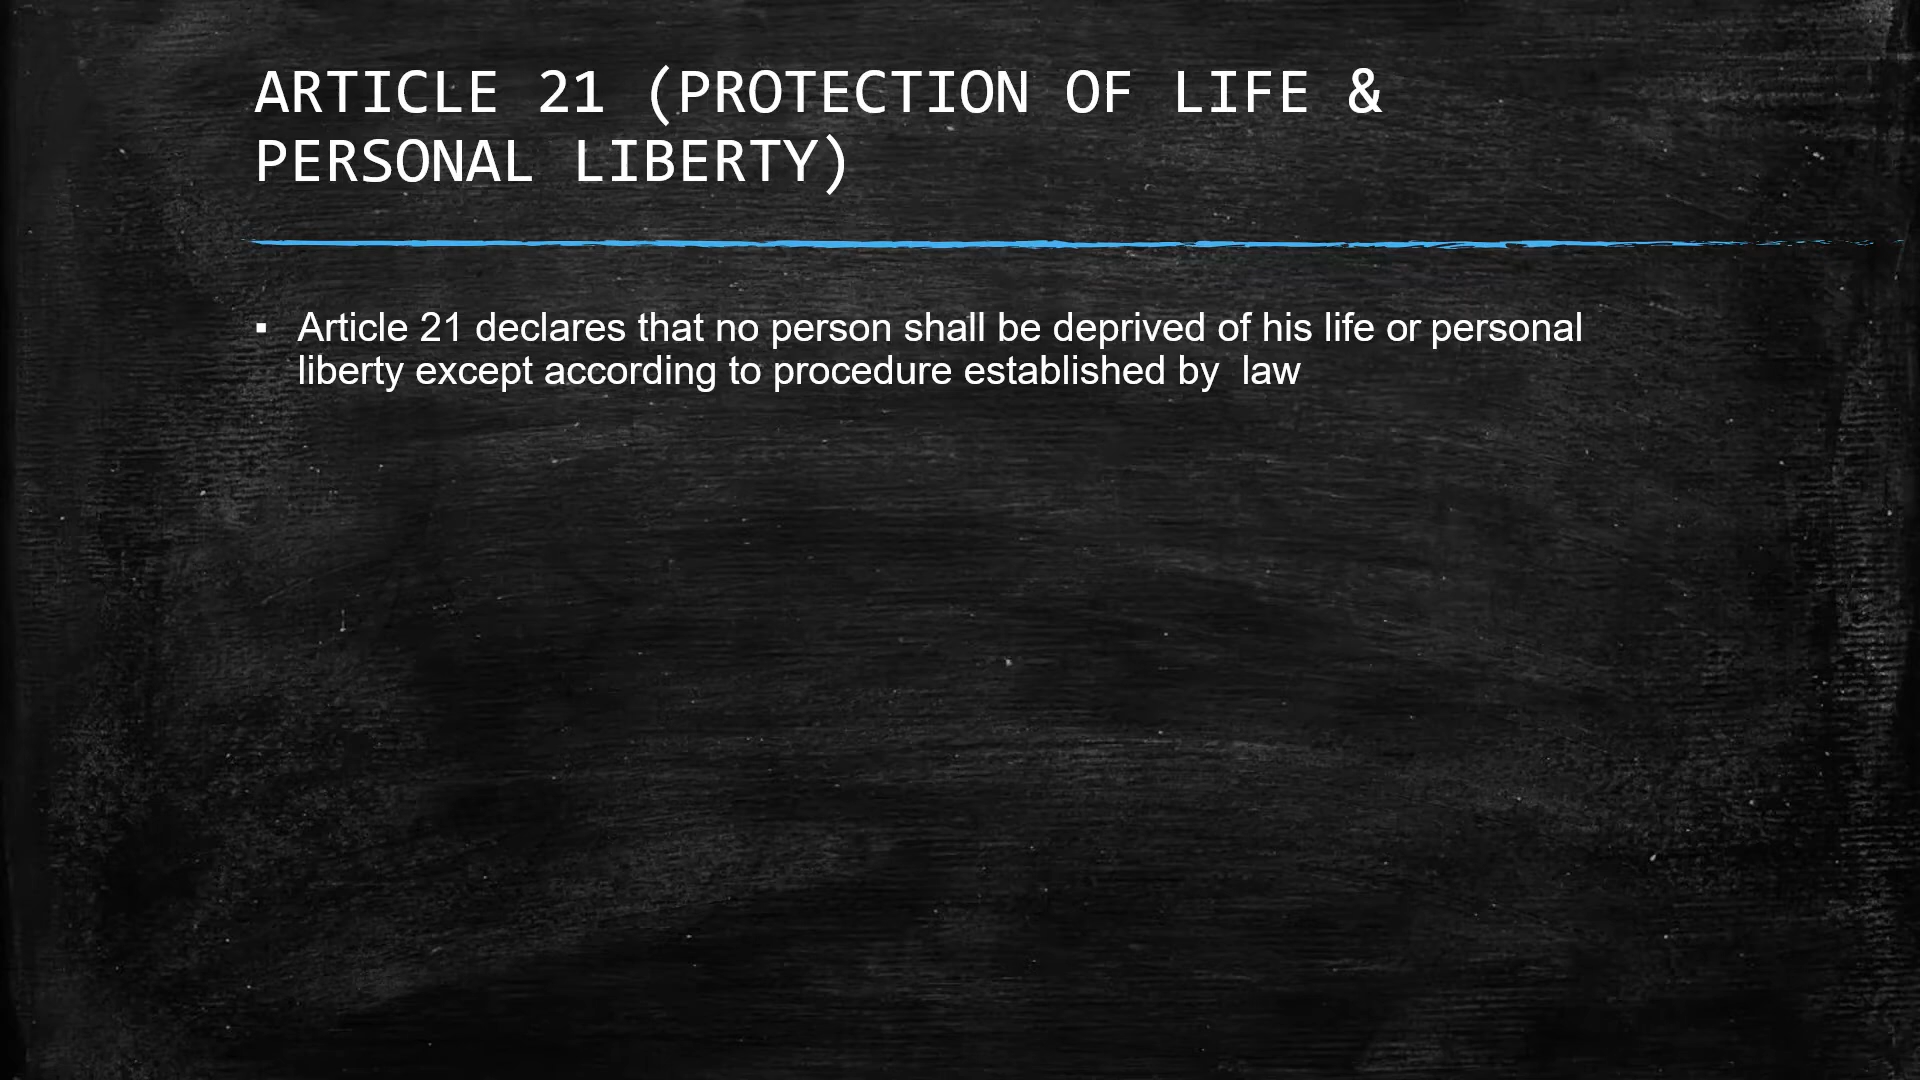 ARTICLE 21 (PROTECTION OF LIFE &
PERSONAL LIBERTY)
▪ Article 21 declares that no person shall be deprived of his life or personal
liberty except according to procedure established by  law